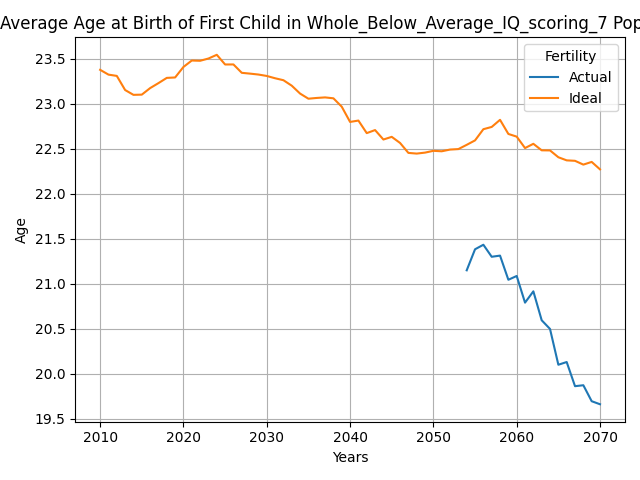 Average Age at Birth of First Child in Whole_Below_Average_IQ_scoring_7 Pop
Fertility
Actual
Ideal
23.5
23.0
22.5
22.0
21.5
21.0
20.5
20.0
19.5
Age
2010 2020 2030 2040 2050 2060 2070
Years